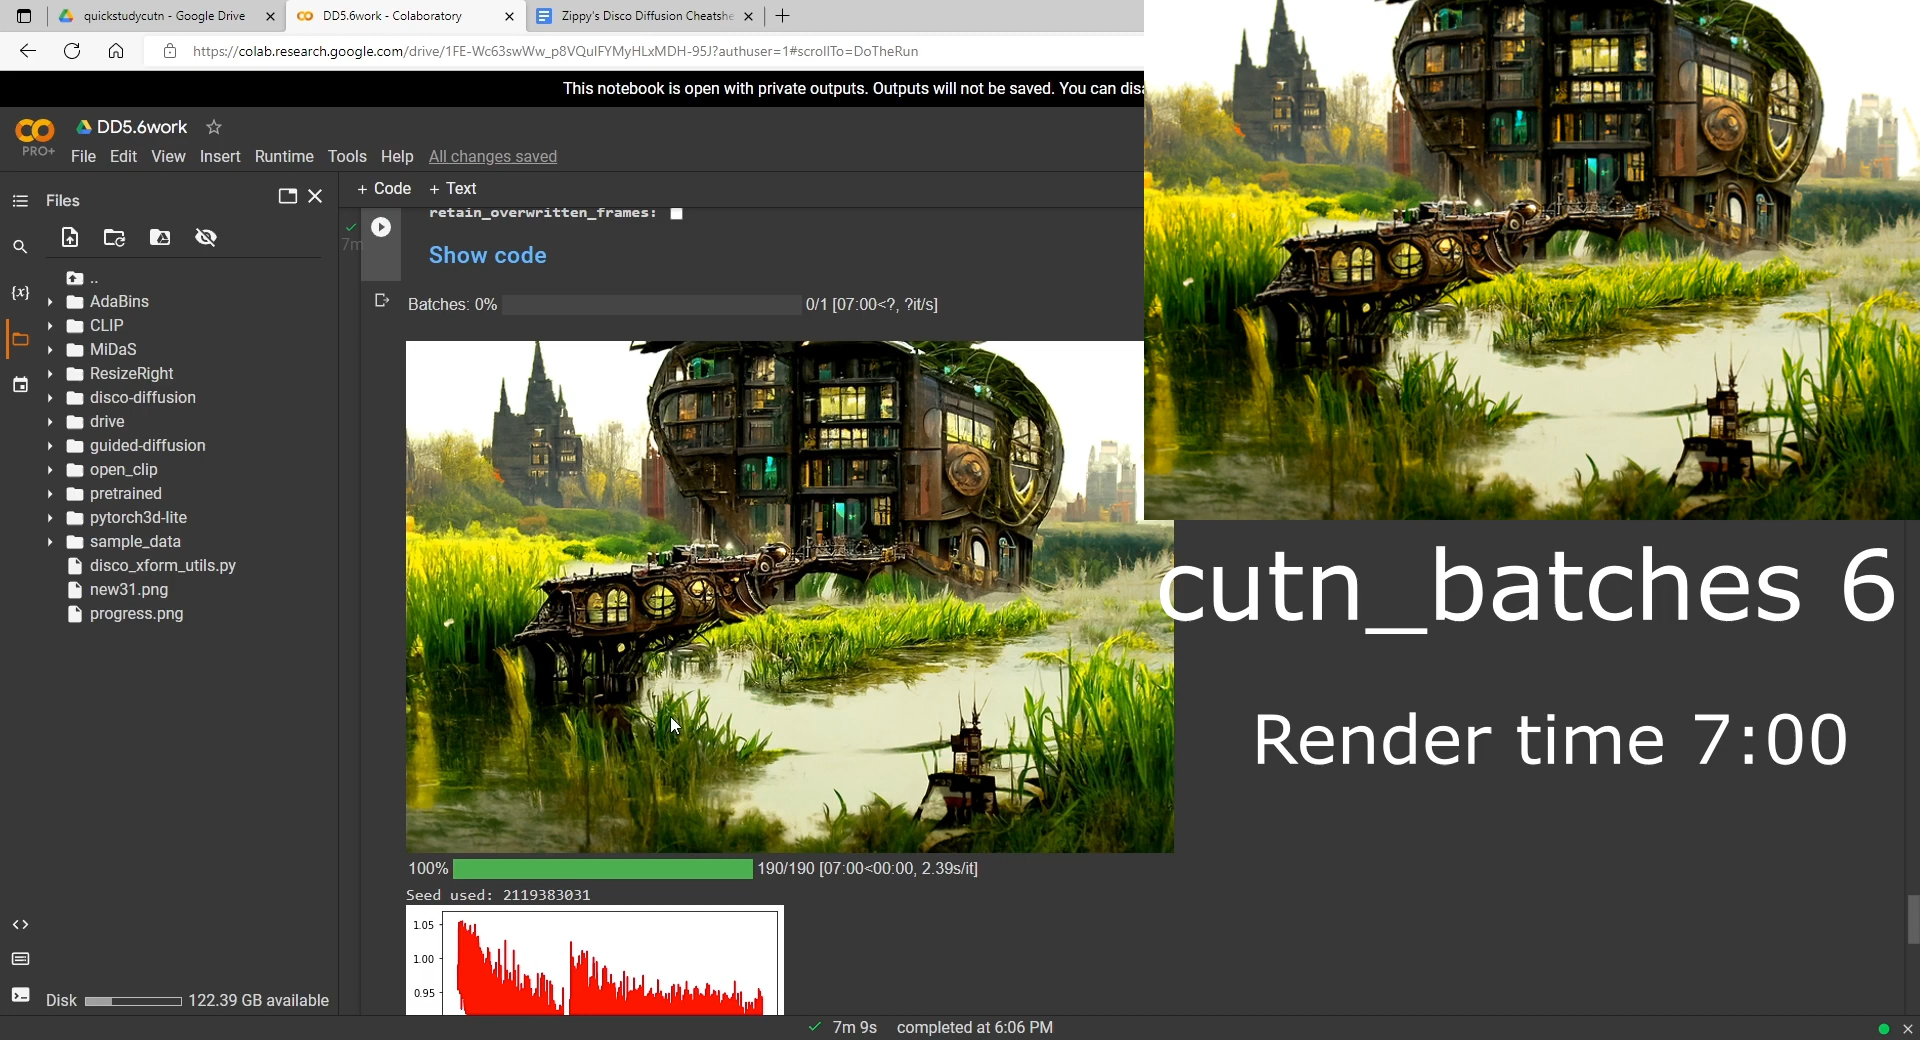 quickstudycutn - Google Drive
DD5.6work - Colaboratory
Zippy's Disco Diffusion Cheatshe
https://colab.research.google.com/drive/1FE-Wc63swWw_p8VQulFYMyHLxMDH-95J?authuser=1#scrollTo=DoTheRun
This notebook is open with private outputs. Outputs will not be saved. You can disa
DD5.6work
PRO+
File Edit View Insert Runtime Tools Help All changes saved
Files
+ Code + Text
retain_overwritten_frames:
7m
Show code
..
AdaBins
CLIP
MiDaS
ResizeRight
disco-diffusion
drive
guided-diffusion
open_clip
pretrained
pytorch3d-lite
sample_data
disco_xform_utils.py
new31.png
progress.png
{x}
Batches: 0% 0/1 [07:00<?, ?it/s]
cutn_batches 6
Render time 7:00
100% 190/190 [07:00<00:00, 2.39s/it]
Seed used: 2119383031
1.05
1.00
0.95
Disk 122.39 GB available
7m 9s completed at 6:06 PM